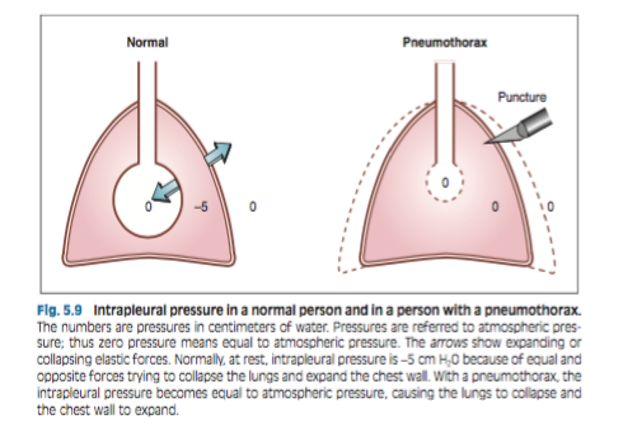 Normal
Pneumothorax
Puncture
0
–5
0
0
0
0
Fig. 5.9 Intrapleural pressure in a normal person and in a person with a pneumothorax.
The numbers are pressures in centimeters of water. Pressures are referred to atmospheric pres-
sure; thus zero pressure means equal to atmospheric pressure. The arrows show expanding or
collapsing elastic forces. Normally, at rest, intrapleural pressure is –5 cm H₂O because of equal and
opposite forces trying to collapse the lungs and expand the chest wall. With a pneumothorax, the
intrapleural pressure becomes equal to atmospheric pressure, causing the lungs to collapse and
the chest wall to expand.